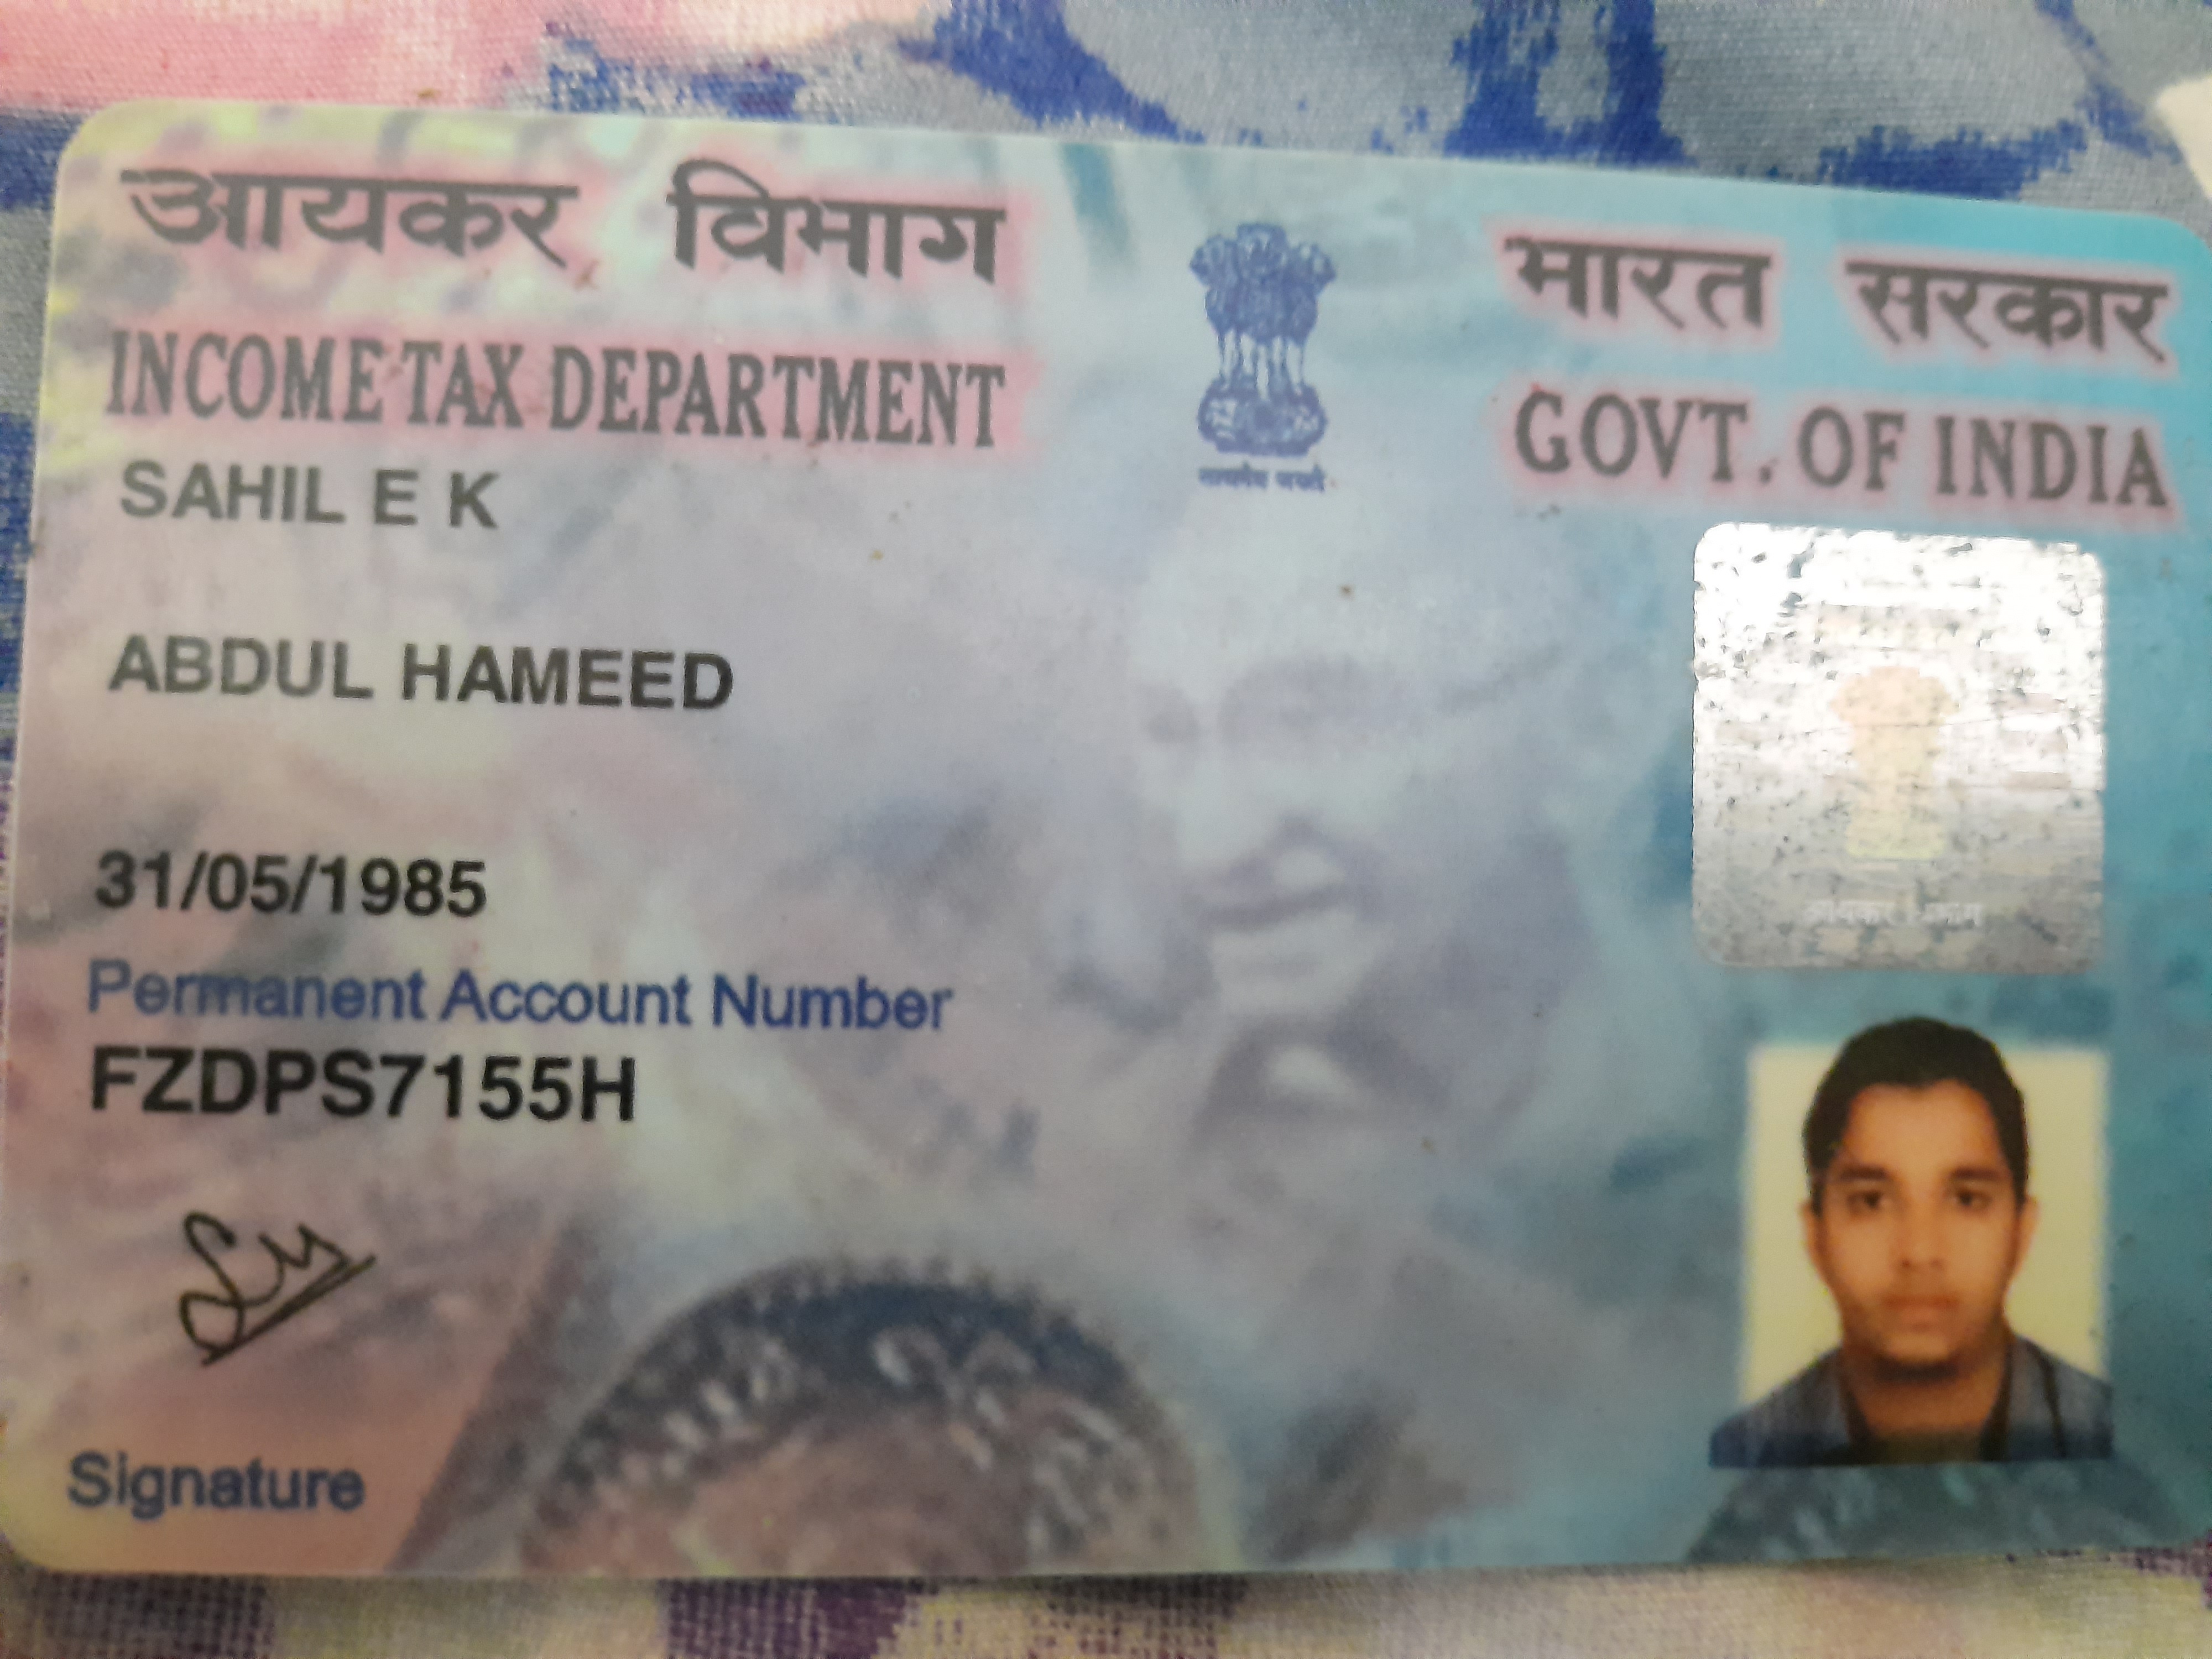 आयकर विभाग
INCOME TAX DEPARTMENT
भारत सरकार
GOVT. OF INDIA
SAHIL E K
ABDUL HAMEED
31/05/1985
Permanent Account Number
FZDPS7155H
Signature